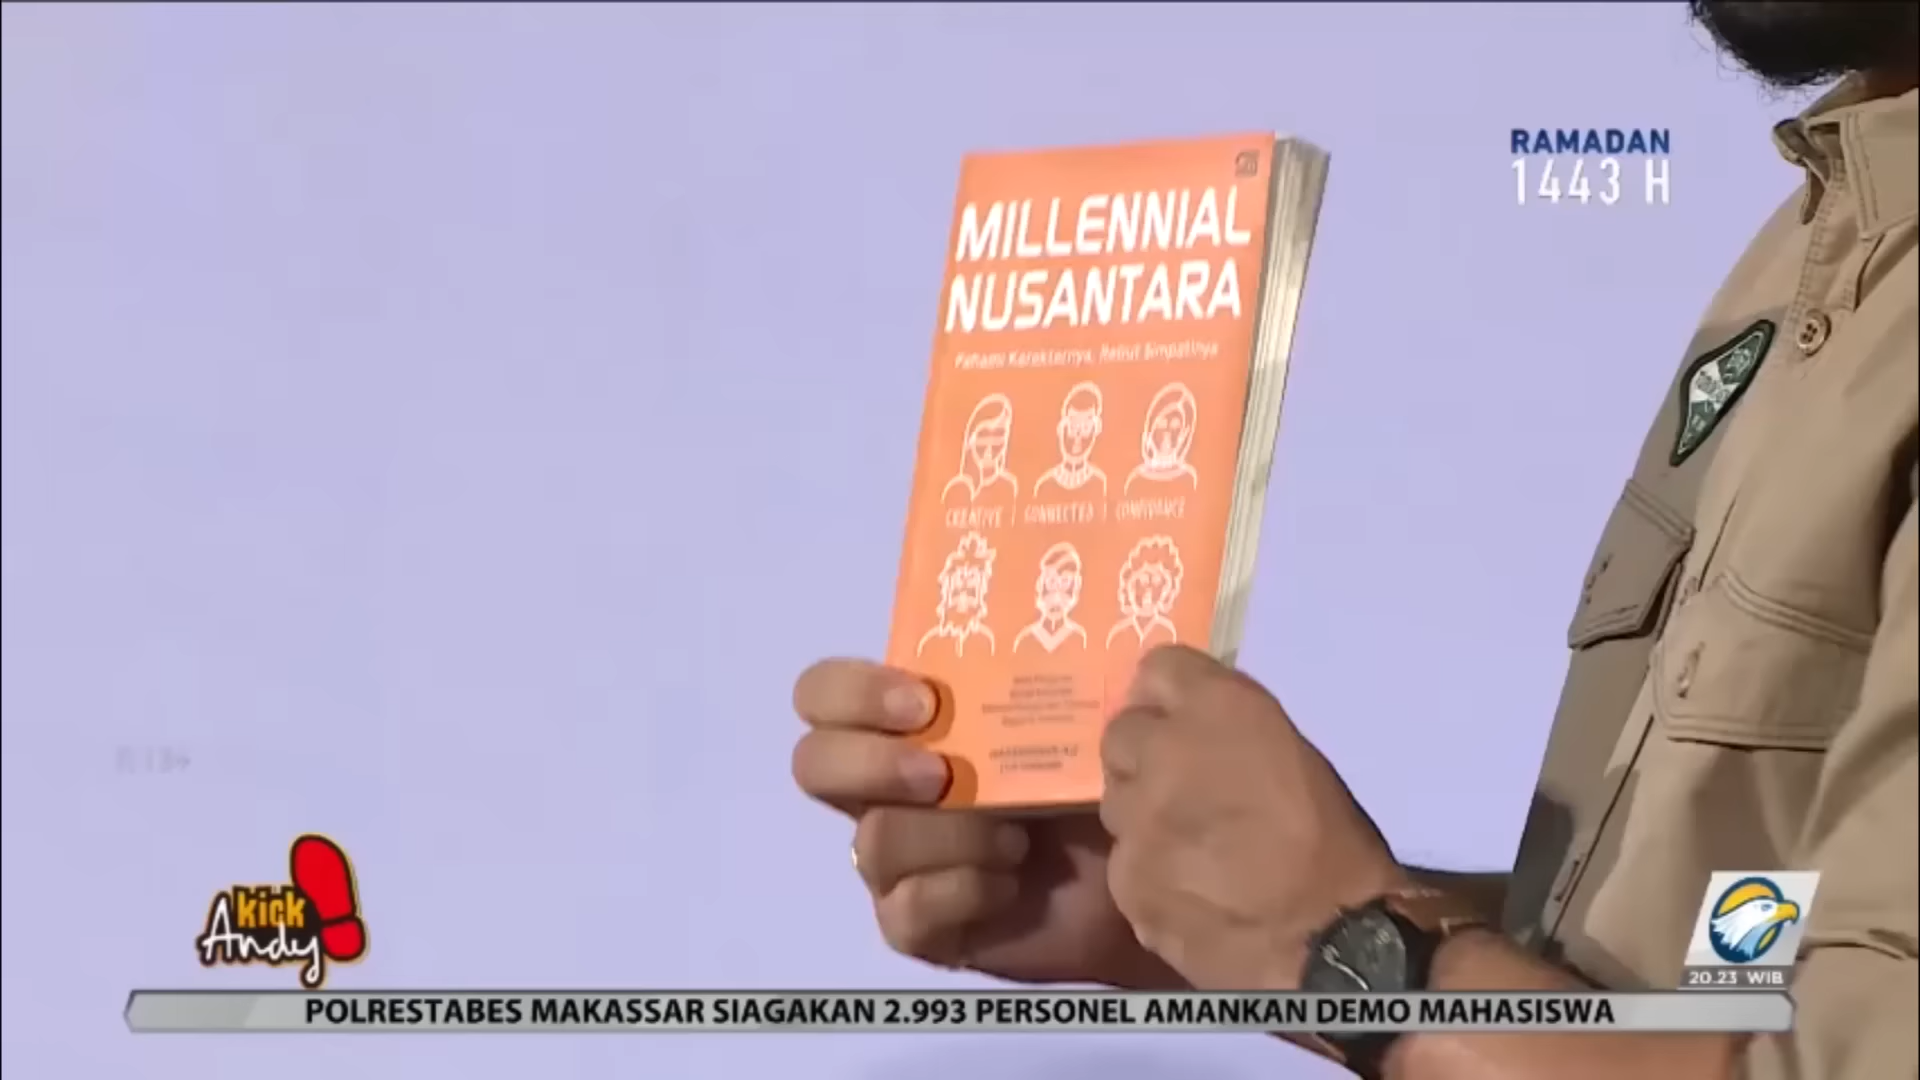 RAMADAN
1443 H
MILLENNIAL
NUSANTARA
Pahami Karakternya, Rebut Simpatinya
CREATIVE | CONNECTED | CONFIDANCE
kick
Andy
20.23 WIB
POLRESTABES MAKASSAR SIAGAKAN 2.993 PERSONEL AMANKAN DEMO MAHASISWA